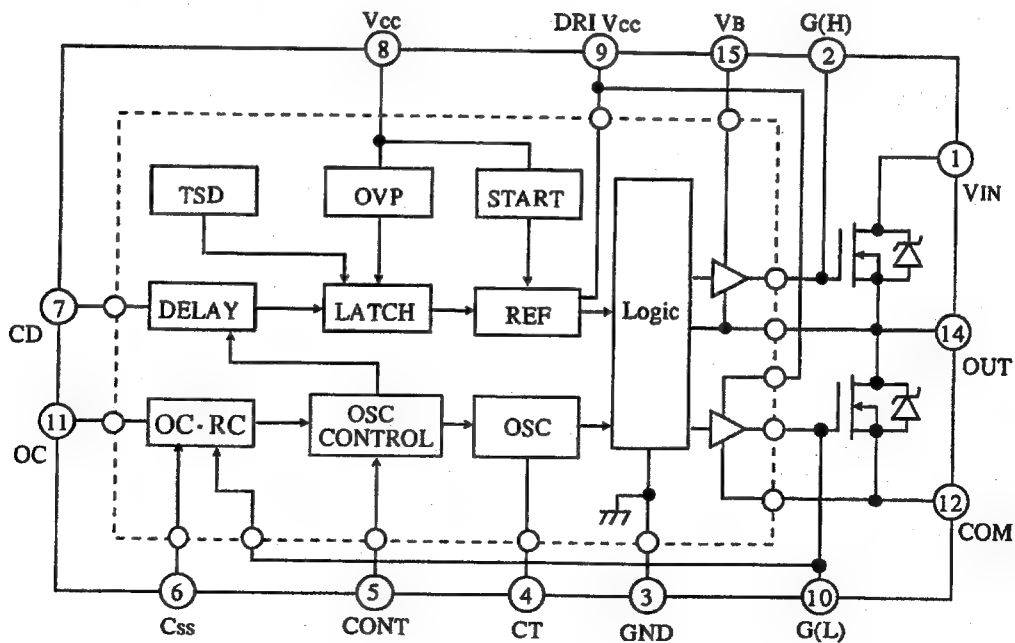 Vcc
DRI Vcc
VB
G(H)
8
9
15
2
1
VIN
TSD
OVP
START
7
CD
DELAY
LATCH
REF
Logic
14
OUT
11
OC
OC·RC
OSC
CONTROL
OSC
12
COM
6
5
4
3
10
Css
CONT
CT
GND
G(L)